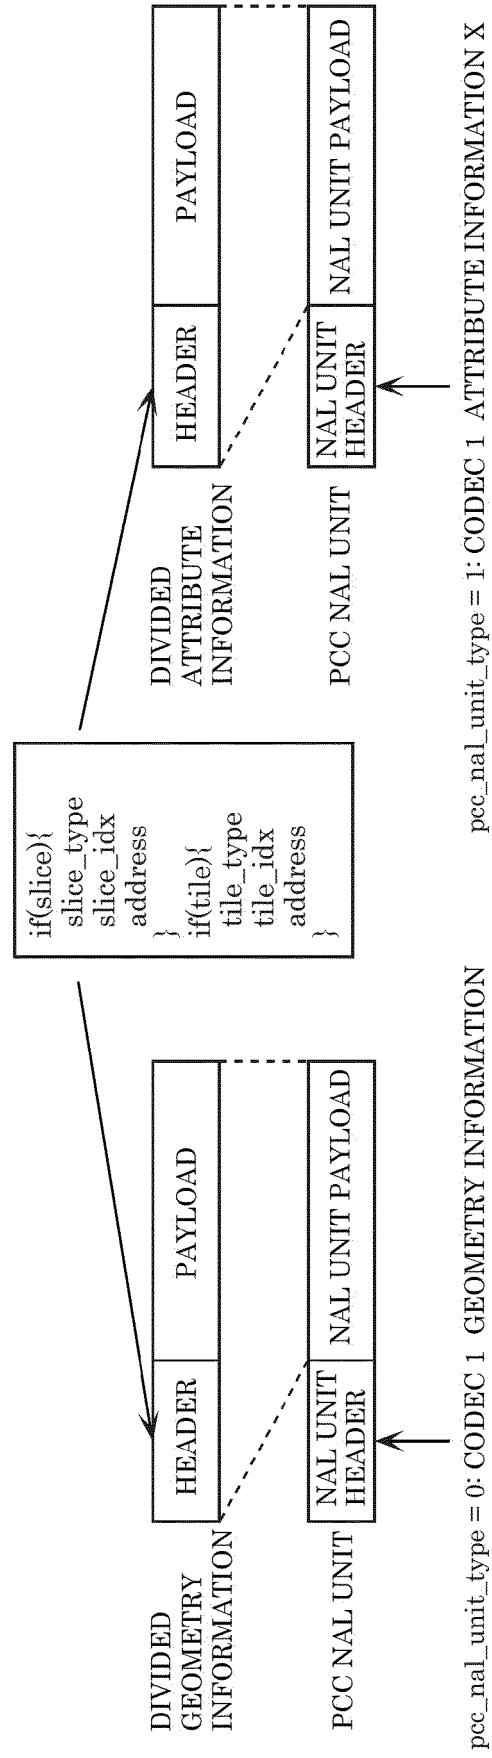 if(slice){
slice_type
slice_idx
address
}
if(tile){
tile_type
tile_idx
address
}
DIVIDED
GEOMETRY
INFORMATION
HEADER
PAYLOAD
PCC NAL UNIT
NAL UNIT
HEADER
NAL UNIT PAYLOAD
pcc_nal_unit_type = 0: CODEC 1 GEOMETRY INFORMATION
DIVIDED
ATTRIBUTE
INFORMATION
HEADER
PAYLOAD
PCC NAL UNIT
NAL UNIT
HEADER
NAL UNIT PAYLOAD
pcc_nal_unit_type = 1: CODEC 1 ATTRIBUTE INFORMATION X